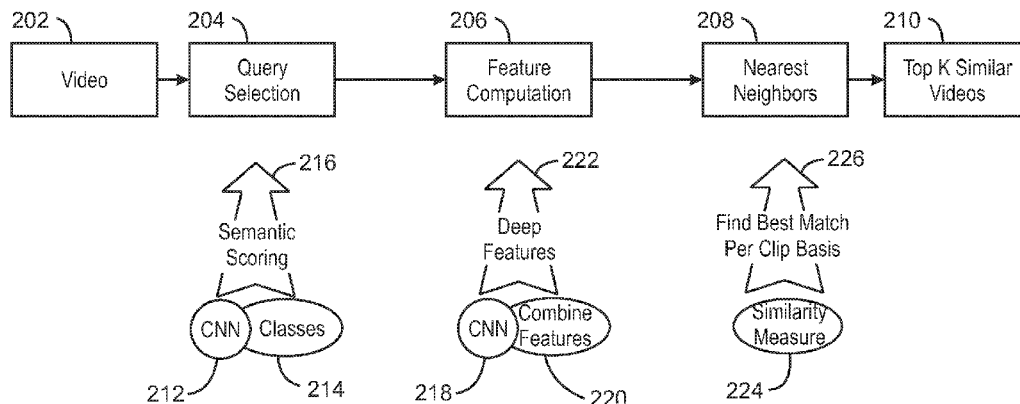 202
204
206
208
210
Video
Query
Selection
Feature
Computation
Nearest
Neighbors
Top K Similar
Videos
216
222
226
Semantic
Scoring
Deep
Features
Find Best Match
Per Clip Basis
CNN
Classes
CNN
Combine
Features
Similarity
Measure
212
214
218
220
224